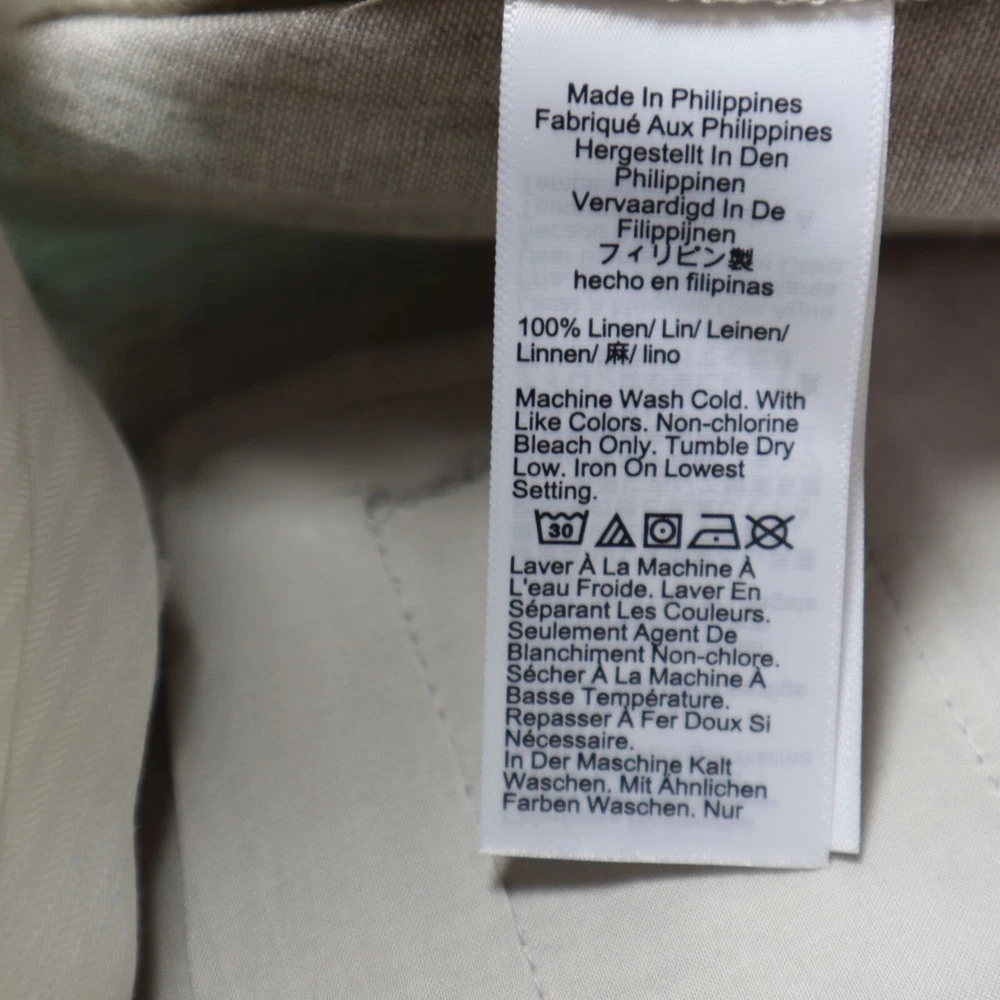 Made In Philippines
Fabriqué Aux Philippines
Hergestellt In Den
Philippinen
Vervaardigd In De
Filippijnen
フィリピン製
hecho en filipinas
100% Linen/ Lin/ Leinen/
Linnen/ 麻/ lino
Machine Wash Cold. With
Like Colors. Non-chlorine
Bleach Only. Tumble Dry
Low. Iron On Lowest
Setting.
30
Laver À La Machine À
L'eau Froide. Laver En
Séparant Les Couleurs.
Seulement Agent De
Blanchiment Non-chlore.
Sécher À La Machine À
Basse Température.
Repasser À Fer Doux Si
Nécessaire.
In Der Maschine Kalt
Waschen. Mit Ähnlichen
Farben Waschen. Nur